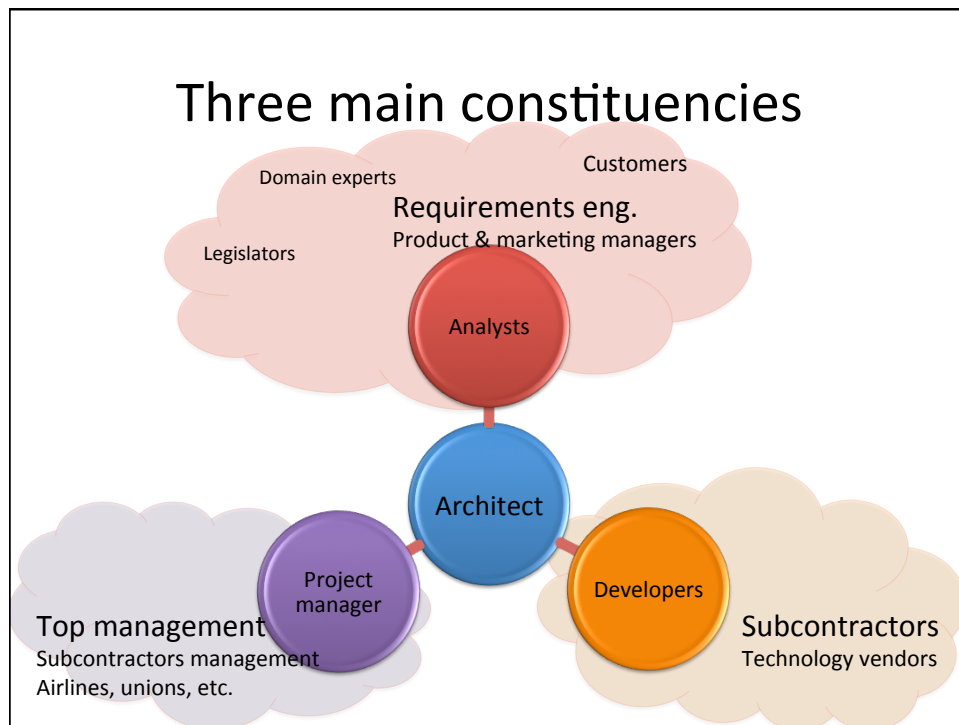 Three main constituencies
Customers
Domain experts
Requirements eng.
Product & marketing managers
Legislators
Analysts
Architect
Project
manager
Developers
Top management
Subcontractors management
Airlines, unions, etc.
Subcontractors
Technology vendors